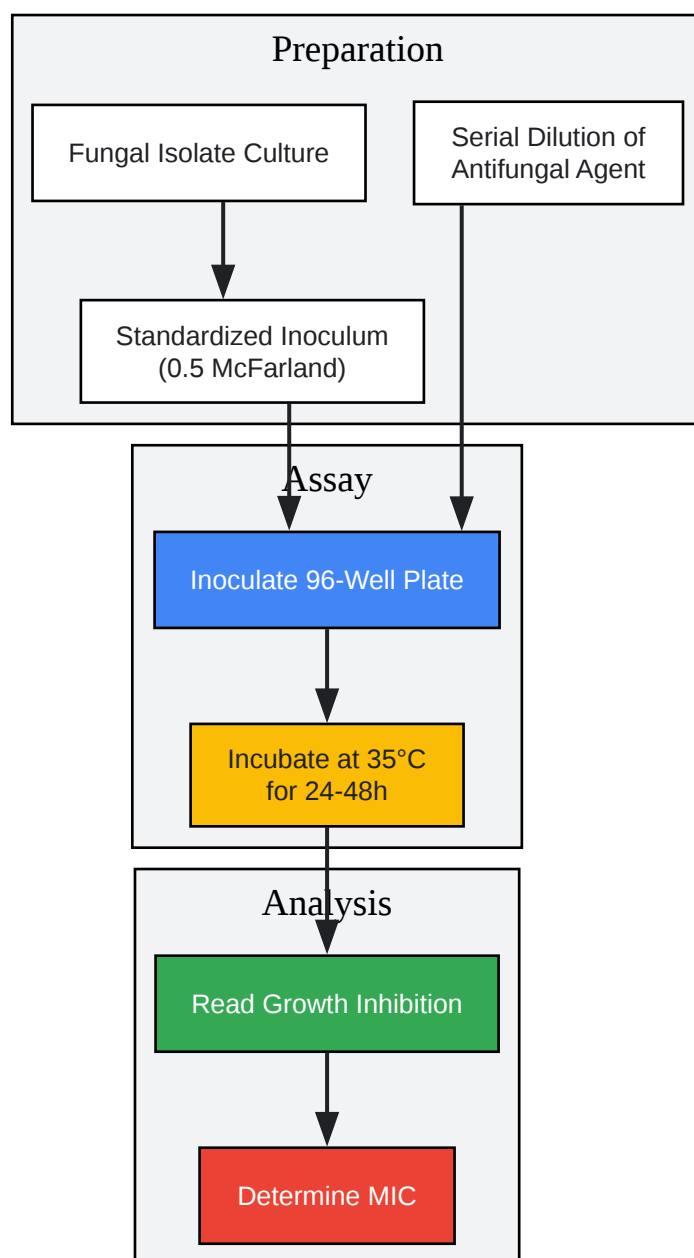 Preparation
Fungal Isolate Culture
Serial Dilution of
Antifungal Agent
Standardized Inoculum
(0.5 McFarland)
Assay
Inoculate 96-Well Plate
Incubate at 35°C
for 24-48h
Analysis
Read Growth Inhibition
Determine MIC